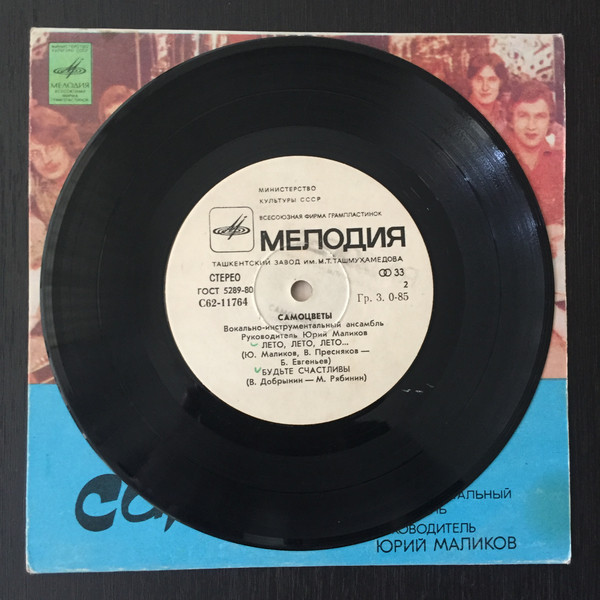 МЕЛОДИЯ
МИНИСТЕРСТВО
КУЛЬТУРЫ СССР
ВСЕСОЮЗНАЯ ФИРМА ГРАМПЛАСТИНОК
МЕЛОДИЯ
ТАШКЕНТСКИЙ ЗАВОД ИМ. М.Т. ТАШМУХАМЕДОВА
СТЕРЕО 33
ГОСТ 5289-80 2
С62-11764 Гр. 3. 0-85
САМОЦВЕТЫ
Вокально-инструментальный ансамбль
Руководитель Юрий Маликов
ЛЕТО, ЛЕТО, ЛЕТО...
(Ю. Маликов, В. Пресняков —
Б. Евгеньев)
БУДЬТЕ СЧАСТЛИВЫ
(В. Добрынин — М. Рябинин)
ЮРИЙ МАЛИКОВ